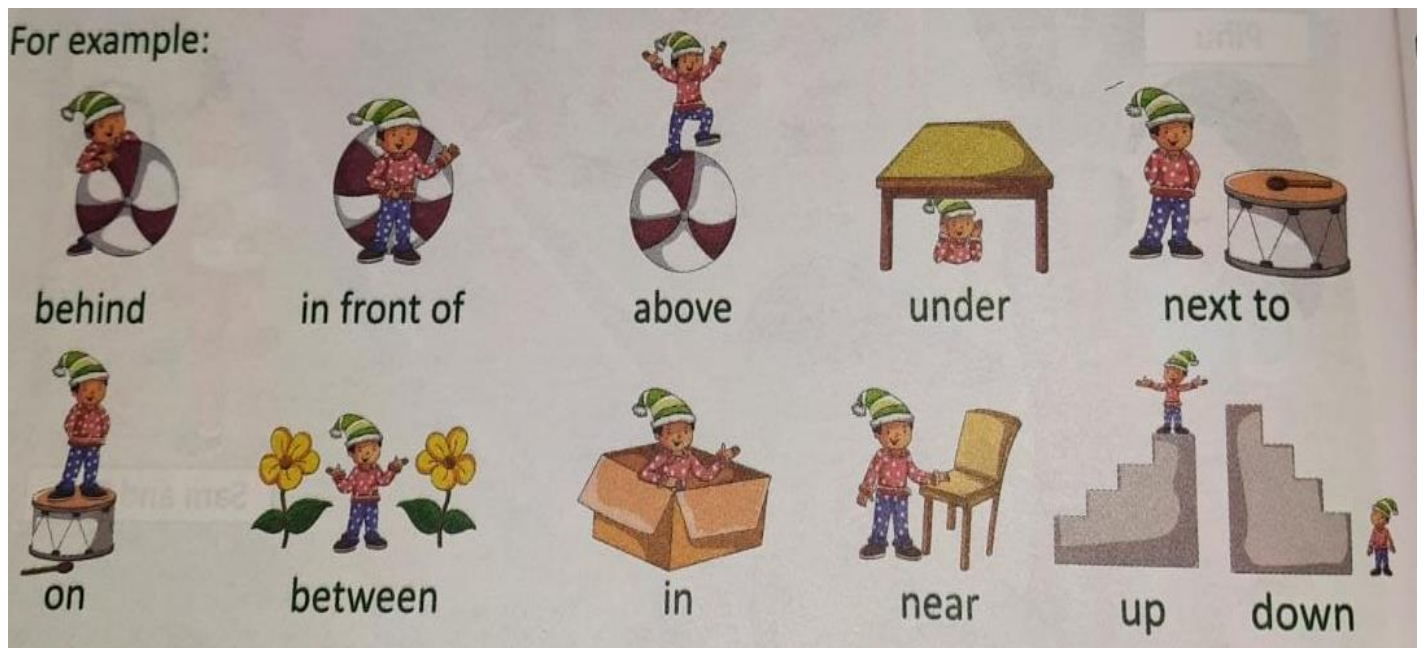 For example:
behind in front of above under next to
on between in near up down